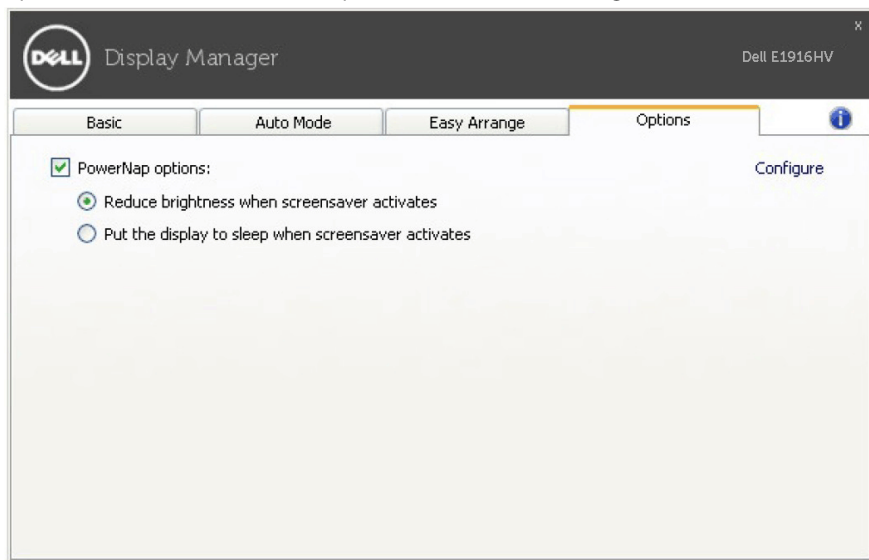 DELL Display Manager
x
Dell E1916HV
Basic Auto Mode Easy Arrange Options i
PowerNap options: Configure
Reduce brightness when screensaver activates
Put the display to sleep when screensaver activates